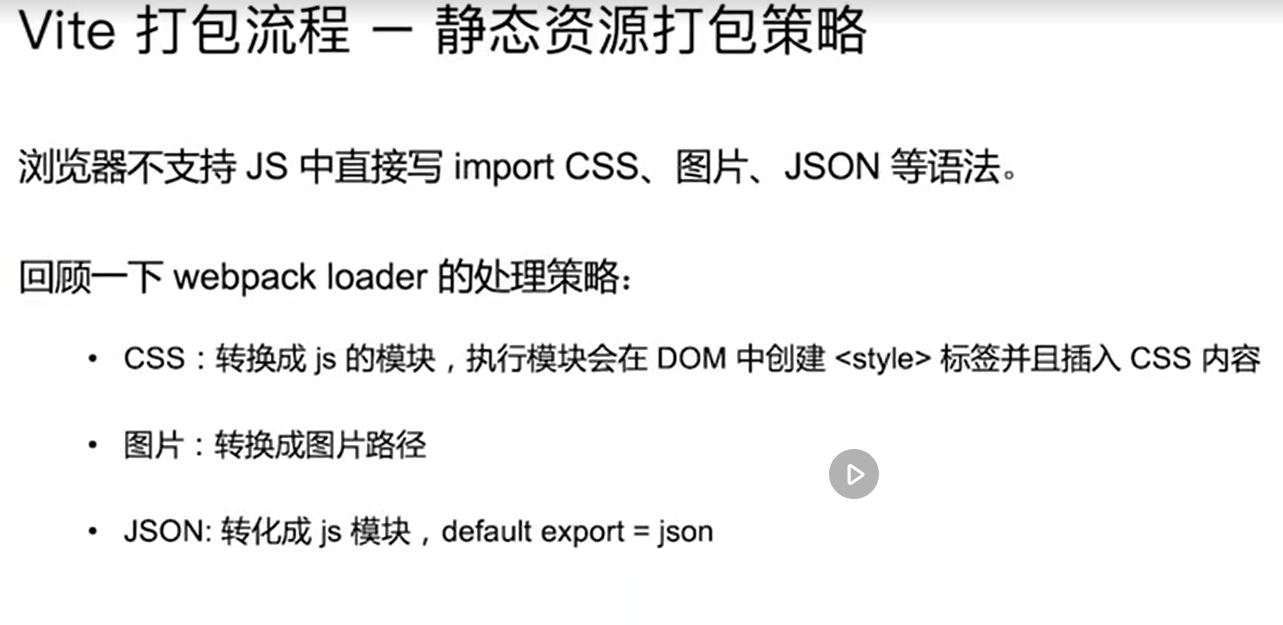 Vite 打包流程 － 静态资源打包策略
浏览器不支持 JS 中直接写 import CSS、图片、JSON 等语法。
回顾一下 webpack loader 的处理策略：
• CSS：转换成 js 的模块，执行模块会在 DOM 中创建 <style> 标签并且插入 CSS 内容
• 图片：转换成图片路径
• JSON: 转化成 js 模块，default export = json